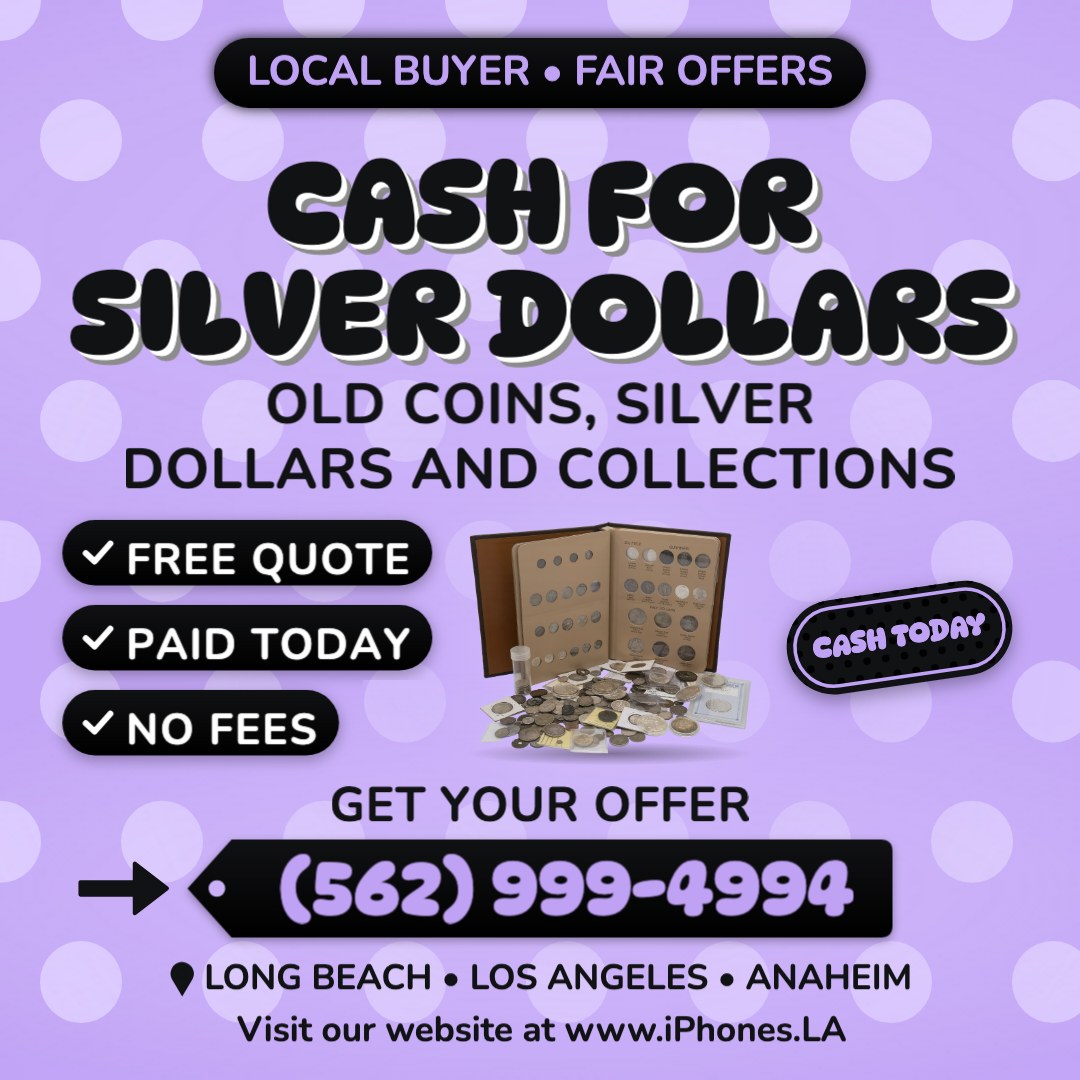 LOCAL BUYER • FAIR OFFERS
CASH FOR
SILVER DOLLARS
OLD COINS, SILVER
DOLLARS AND COLLECTIONS
FREE QUOTE
PAID TODAY
NO FEES
CASH TODAY
GET YOUR OFFER
(562) 999-4994
LONG BEACH • LOS ANGELES • ANAHEIM
Visit our website at www.iPhones.LA